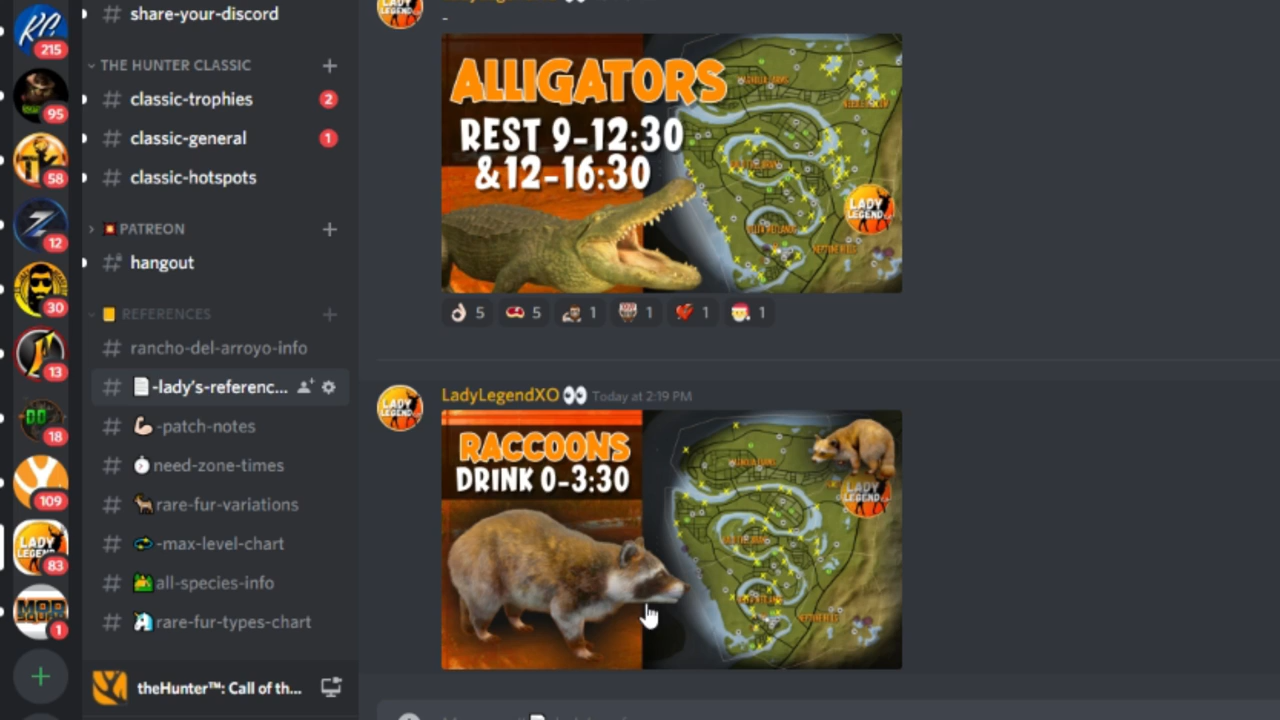 share-your-discord
THE HUNTER CLASSIC
classic-trophies
2
classic-general
1
classic-hotspots
PATREON
hangout
REFERENCES
rancho-del-arroyo-info
-lady's-referenc...
-patch-notes
need-zone-times
rare-fur-variations
-max-level-chart
all-species-info
rare-fur-types-chart
theHunter™: Call of th...
215
95
58
12
30
13
18
109
LADY
83
1
-
ALLIGATORS
REST 9-12:30
&12-16:30
LADY
LEGEND
5
5
1
1
1
1
LadyLegendXO
Today at 2:19 PM
RACCOONS
DRINK 0-3:30
LADY
LEGEND